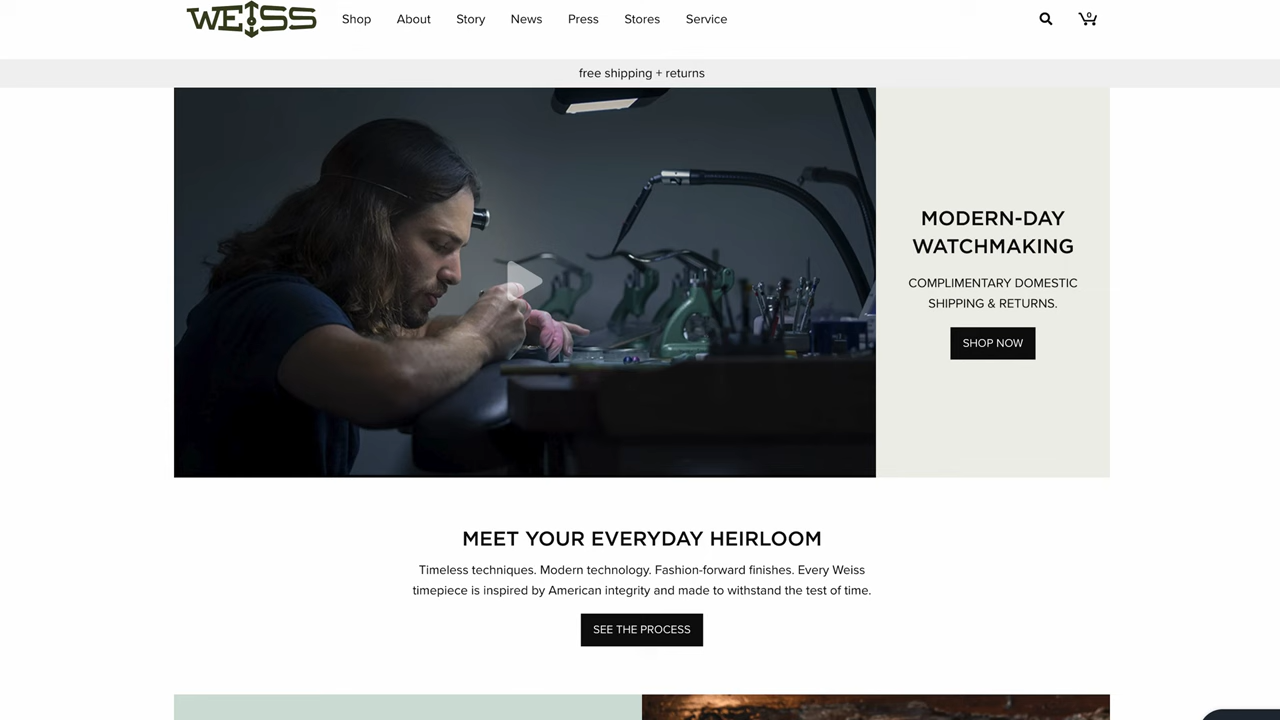 WEISS
Shop About Story News Press Stores Service
0
free shipping + returns
MODERN-DAY
WATCHMAKING
COMPLIMENTARY DOMESTIC
SHIPPING & RETURNS.
SHOP NOW
MEET YOUR EVERYDAY HEIRLOOM
Timeless techniques. Modern technology. Fashion-forward finishes. Every Weiss
timepiece is inspired by American integrity and made to withstand the test of time.
SEE THE PROCESS